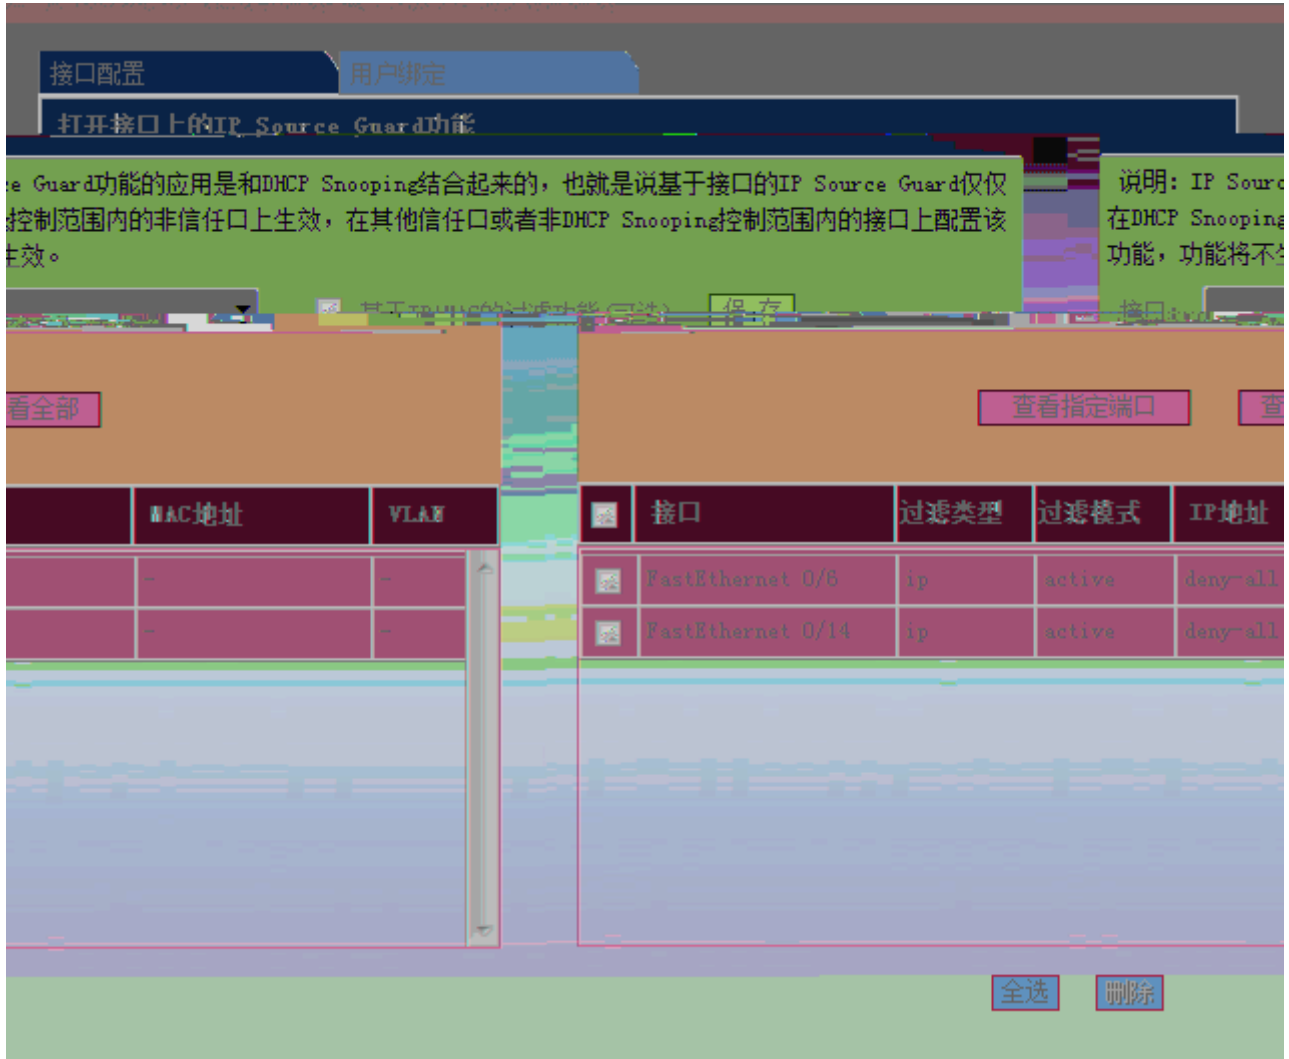 接口配置 用户绑定
打开接口上的IP Source Guard功能
ce Guard功能的应用是和DHCP Snooping结合起来的，也就是说基于接口的IP Source Guard仅仅 说明: IP Sourc
控制范围内的非信任口上生效，在其他信任口或者非DHCP Snooping控制范围内的接口上配置该 在DHCP Snooping
生效。 功能，功能将不生
的过滤功能 保 存 接口:
看全部 查看指定端口 查
MAC地址 VLAN 接口 过滤类型 过滤模式 IP地址
- - FastEthernet 0/6 ip active deny-all
- - FastEthernet 0/14 ip active deny-all
全选 删除